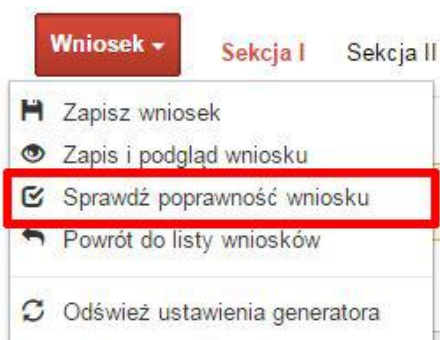 Wniosek Sekcja I Sekcja II
Zapisz wniosek
Zapis i podgląd wniosku
Sprawdź poprawność wniosku
Powrót do listy wniosków
Odśwież ustawienia generatora